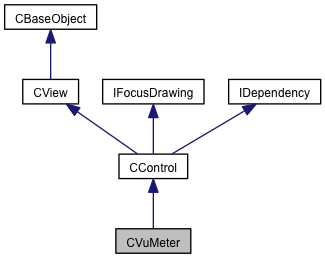 CBaseObject
CView
IFocusDrawing
IDependency
CControl
CVuMeter